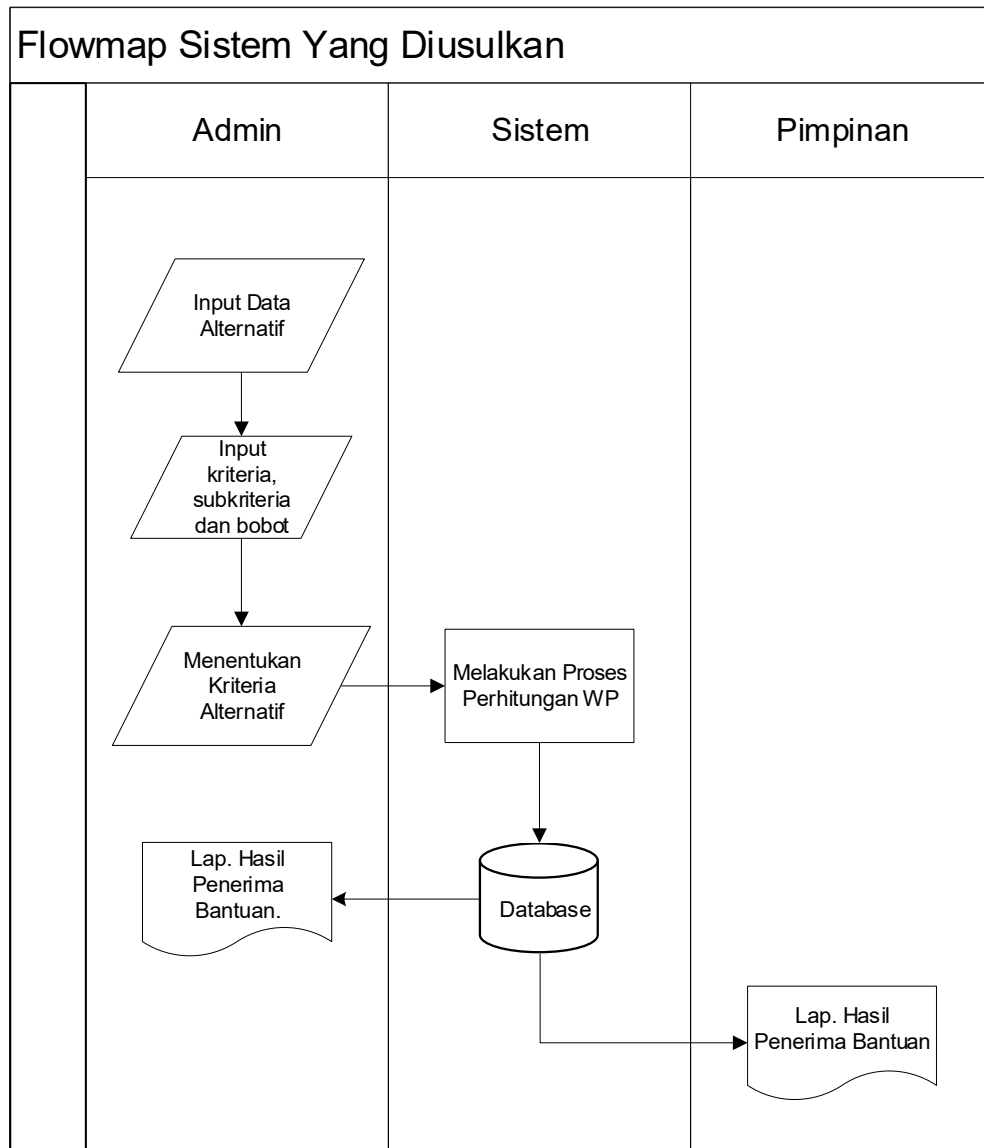 Flowmap Sistem Yang Diusulkan
Admin
Sistem
Pimpinan
Input Data
Alternatif
Input
kriteria,
subkriteria
dan bobot
Menentukan
Kriteria
Alternatif
Melakukan Proses
Perhitungan WP
Lap. Hasil
Penerima
Bantuan.
Database
Lap. Hasil
Penerima Bantuan